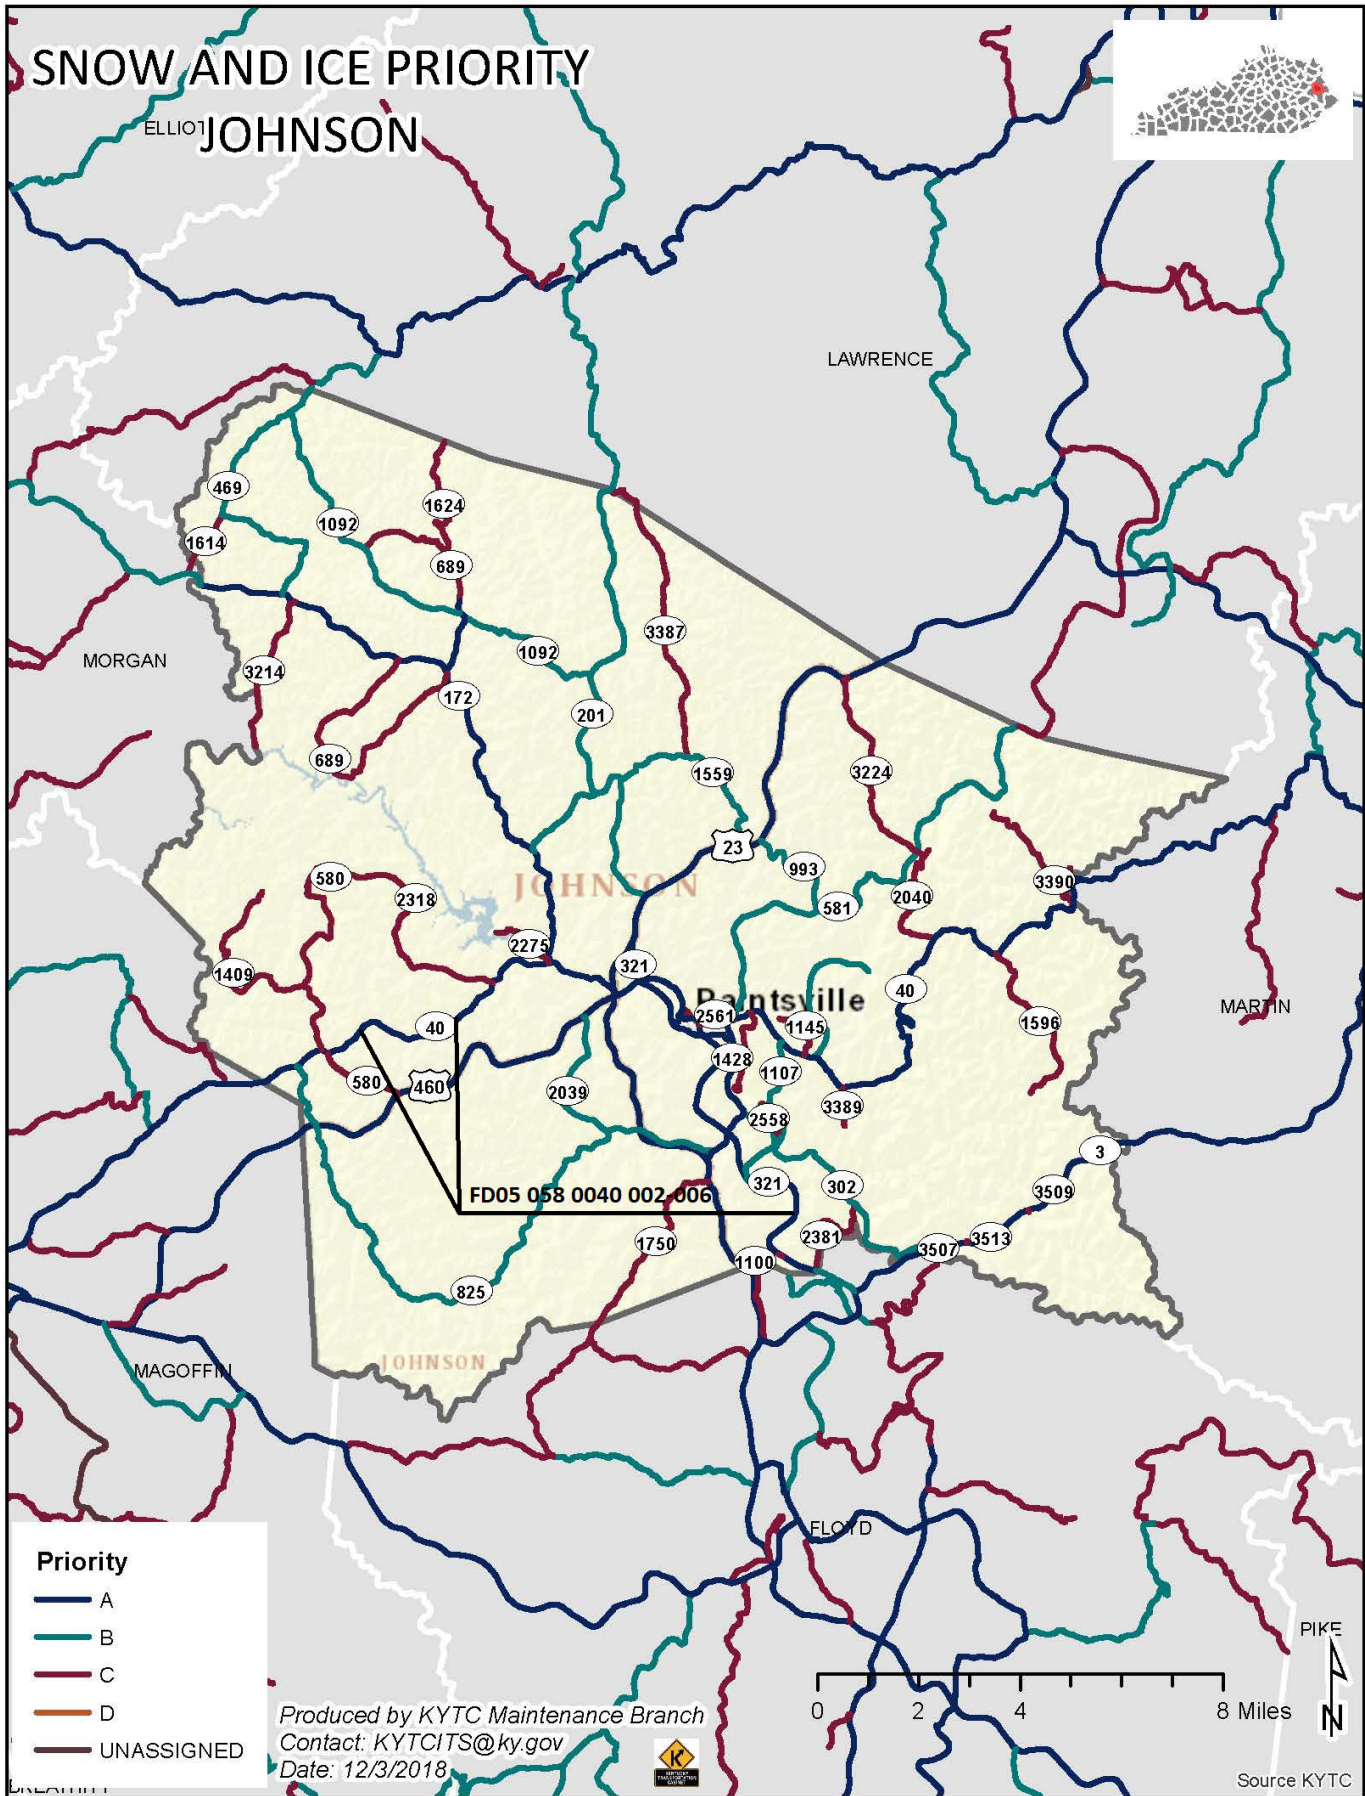 SNOW AND ICE PRIORITY
JOHNSON
ELLIOT
LAWRENCE
469
1624
1092
1614
689
3387
1092
MORGAN
3214
172
201
689
1559
3224
23
993
580
JOHNSON
3390
2318
2040
581
2275
321
1409
40
Paintsville
MARTIN
2561
1596
40
1145
1428
1107
580
460
2039
3389
2558
3
321
302
3509
FD05 058 0040 002-006
1750
2381
3513
3507
1100
825
JOHNSON
MAGOFFIN
FLOYD
Priority
A
B
C
D
UNASSIGNED
PIKE
0 2 4 8 Miles
N
Produced by KYTC Maintenance Branch
Contact: KYTCITS@ky.gov
Date: 12/3/2018
KENTUCKY
TRANSPORTATION
CABINET
Source KYTC